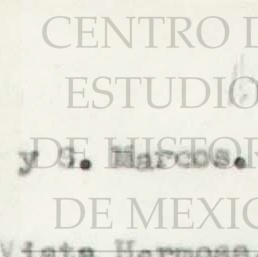 CENTRO D
ESTUDIO
y S. Marcos.
DE HISTOR
DE MEXIC
Vista Hermosa